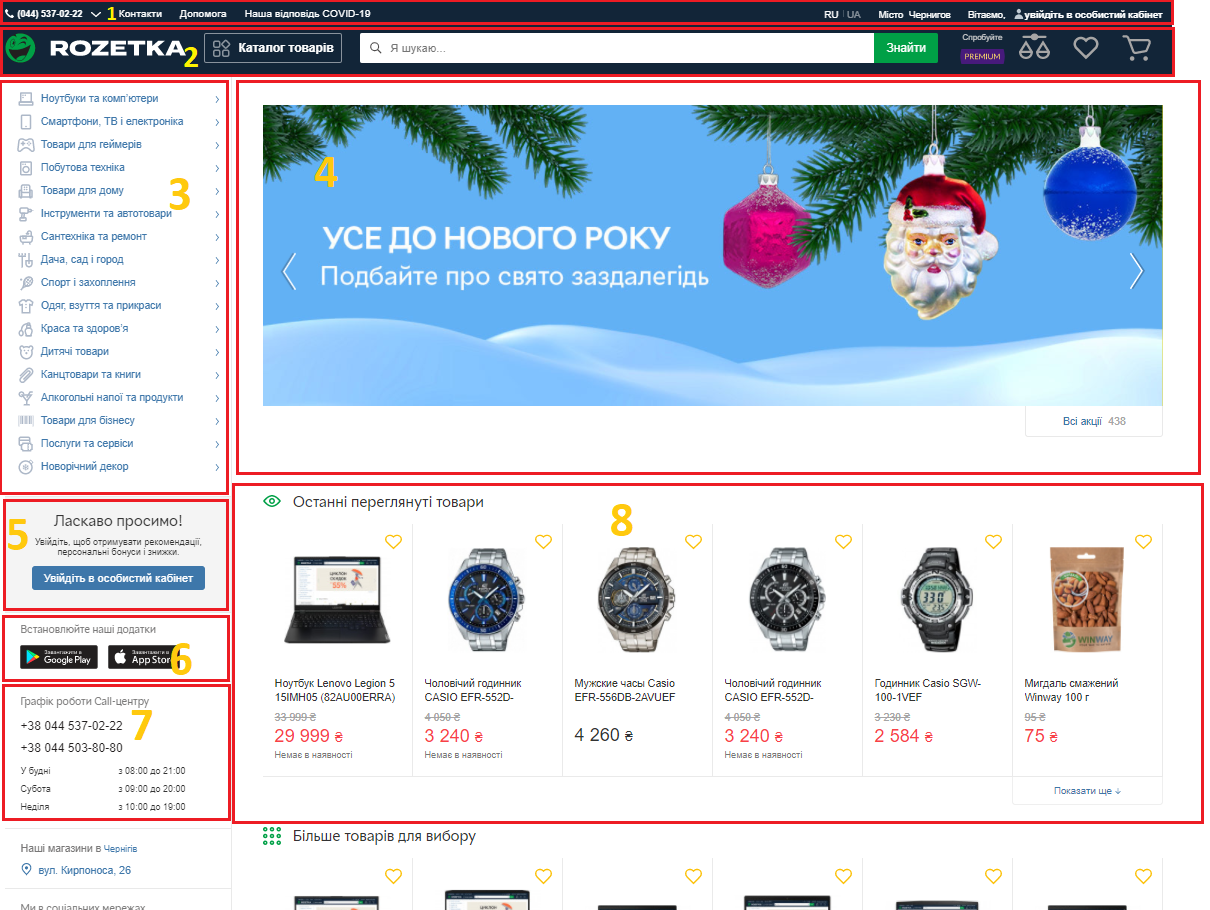 (044) 537-02-22 1 Контакти Допомога Наша відповідь COVID-19 RU UA Місто Чернигов Вітаємо, увійдіть в особистий кабінет
ROZETKA 2 Каталог товарів Я шукаю... Знайти Спробуйте PREMIUM
Ноутбуки та комп'ютери
Смартфони, ТВ і електроніка
Товари для геймерів
Побутова техніка
Товари для дому
3
Інструменти та автотовари
Сантехніка та ремонт
Дача, сад і город
Спорт і захоплення
Одяг, взуття та прикраси
Краса та здоров'я
Дитячі товари
Канцтовари та книги
Алкогольні напої та продукти
Товари для бізнесу
Послуги та сервіси
Новорічний декор
4
УСЕ ДО НОВОГО РОКУ
Подбайте про свято заздалегідь
Всі акції 438
5
Ласкаво просимо!
Увійдіть, щоб отримувати рекомендації,
персональні бонуси і знижки.
Увійдіть в особистий кабінет
Встановлюйте наші додатки
Завантажити в
Google Play
Завантажити в
App Store
6
Графік роботи Call-центру
+38 044 537-02-22
7
+38 044 503-80-80
У будні з 08:00 до 21:00
Субота з 09:00 до 20:00
Неділя з 10:00 до 19:00
Наші магазини в Чернігів
вул. Кирпоноса, 26
Ми в соціальних мережах
Останні переглянуті товари
8
ЦИКЛОН
СКИДОК
%55%
Ноутбук Lenovo Legion 5
15IMH05 (82AU00ERRA)
33 999 ₴
29 999 ₴
Немає в наявності
Чоловічий годинник
CASIO EFR-552D-
4 050 ₴
3 240 ₴
Немає в наявності
Мужские часы Casio
EFR-556DB-2AVUEF
4 260 ₴
Чоловічий годинник
CASIO EFR-552D-
4 050 ₴
3 240 ₴
Немає в наявності
Годинник Casio SGW-
100-1VEF
3 230 ₴
2 584 ₴
WINWAY
Мигдаль смажений
Winway 100 г
95 ₴
75 ₴
Показати ще
Більше товарів для вибору